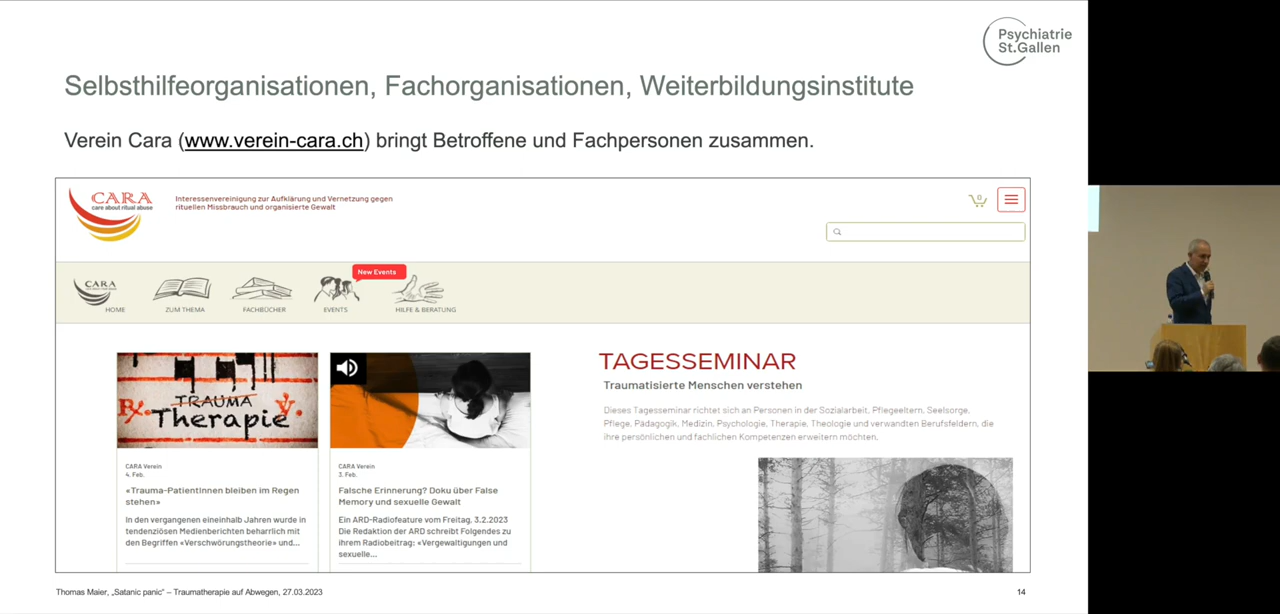 Psychiatrie
St.Gallen
Selbsthilfeorganisationen, Fachorganisationen, Weiterbildungsinstitute
Verein Cara (www.verein-cara.ch) bringt Betroffene und Fachpersonen zusammen.
CARA
care about ritual abuse
Interessenvereinigung zur Aufklärung und Vernetzung gegen
rituellen Missbrauch und organisierte Gewalt
0
New Events
CARA
HOME
ZUM THEMA
FACHBÜCHER
EVENTS
HILFE & BERATUNG
TRAUMA
Therapie
CARA Verein
4. Feb.
«Trauma-PatientInnen bleiben im Regen
stehen»
In den vergangenen eineinhalb Jahren wurde in
tendenziösen Medienberichten beharrlich mit
den Begriffen «Verschwörungstheorie» und...
CARA Verein
3. Feb.
Falsche Erinnerung? Doku über False
Memory und sexuelle Gewalt
Ein ARD-Radiofeature vom Freitag, 3.2.2023
Die Redaktion der ARD schreibt Folgendes zu
ihrem Radiobeitrag: «Vergewaltigungen und
sexuelle...
TAGESSEMINAR
Traumatisierte Menschen verstehen
Dieses Tagesseminar richtet sich an Personen in der Sozialarbeit, Pflegeeltern, Seelsorge,
Pflege, Pädagogik, Medizin, Psychologie, Therapie, Theologie und verwandten Berufsfeldern, die
ihre persönlichen und fachlichen Kompetenzen erweitern möchten.
Thomas Maier, „Satanic panic“ – Traumatherapie auf Abwegen, 27.03.2023
14